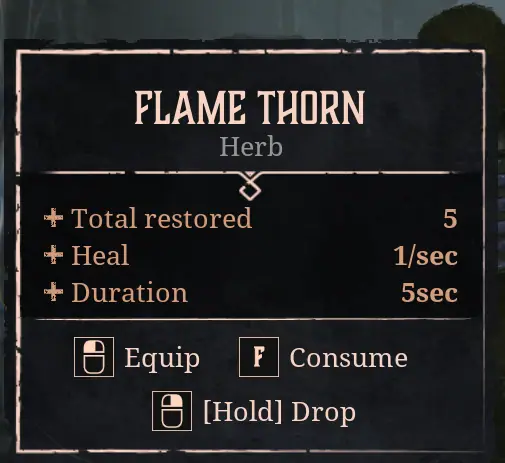 FLAME THORN
Herb
Total restored 5
Heal 1/sec
Duration 5sec
Equip F Consume
[Hold] Drop